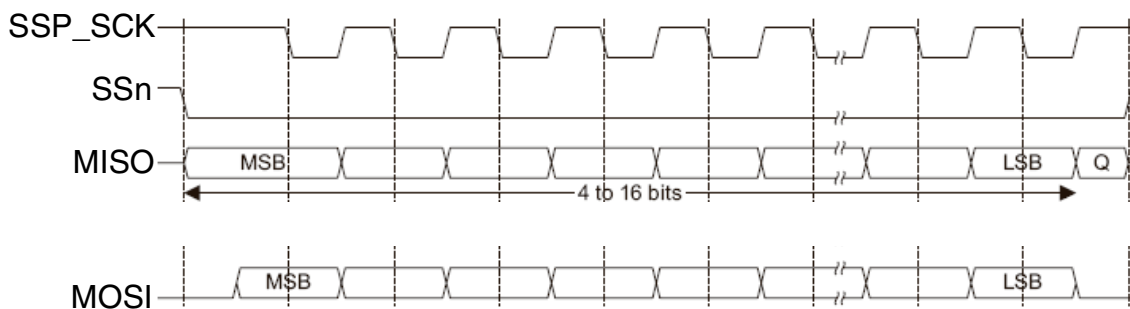 SSP_SCK
SSn
MISO MSB LSB Q
4 to 16 bits
MOSI MSB LSB